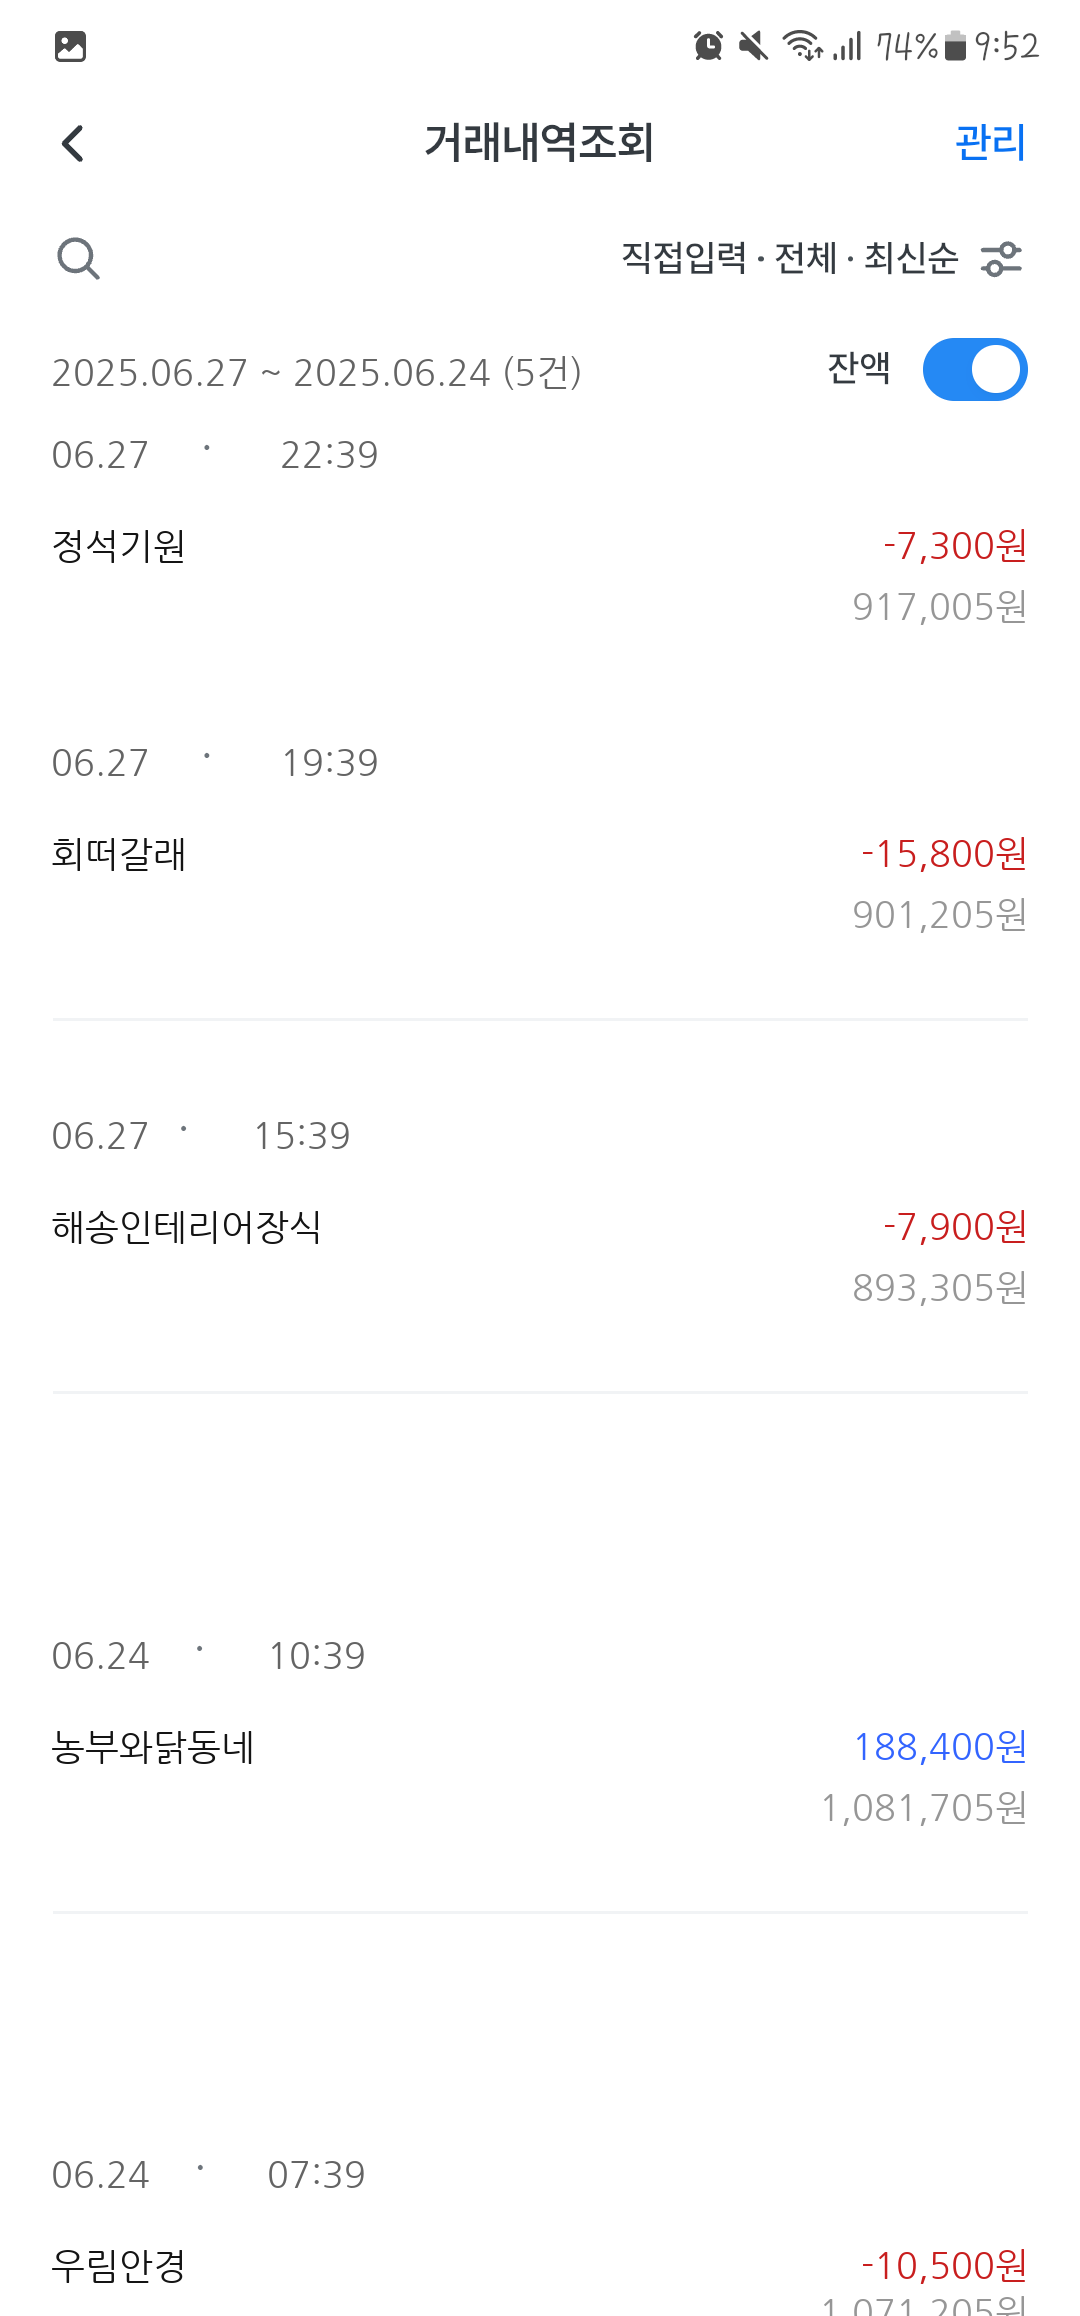 74% 9:52
거래내역조회 관리
직접입력 · 전체 · 최신순
2025.06.27 ~ 2025.06.24 (5건) 잔액
06.27 · 22:39
정석기원 -7,300원
917,005원
06.27 · 19:39
회떠갈래 -15,800원
901,205원
06.27 · 15:39
해송인테리어장식 -7,900원
893,305원
06.24 · 10:39
농부와닭동네 188,400원
1,081,705원
06.24 · 07:39
우림안경 -10,500원
1,071,205원